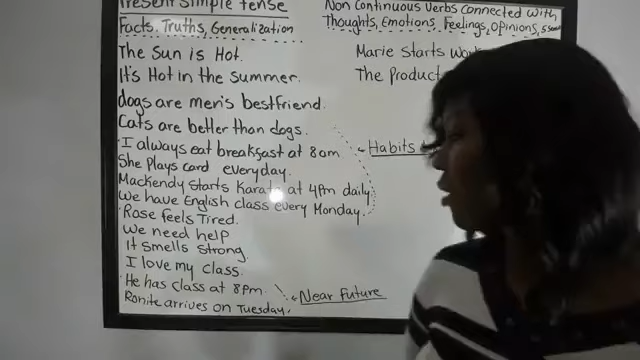 Present Simple Tense
Facts, Truths, Generalization
The Sun is Hot.
It's Hot in the Summer.
dogs are men's bestfriend.
Cats are better than dogs.
I always eat breakfast at 8am
She Plays card everyday.
Mackendy starts Karate at 4PM daily
We have English class every Monday.
Rose feels Tired.
We need help
It smells strong.
I love my class.
He has class at 8PM.
Ronite arrives on Tuesday.
Non Continuous Verbs connected with
Thoughts, Emotions, Feelings, Opinions, 5
Marie starts
The Product
Habits
Near Future